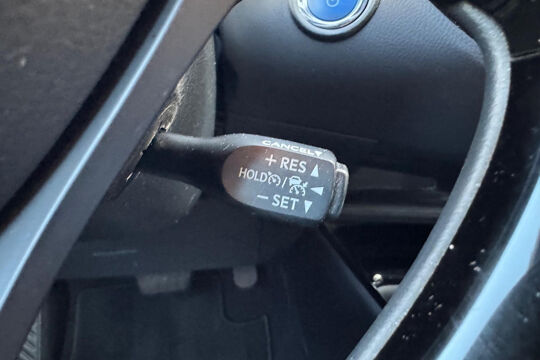 CANCEL▼
+ RES ▲
HOLD / ◀
− SET ▼